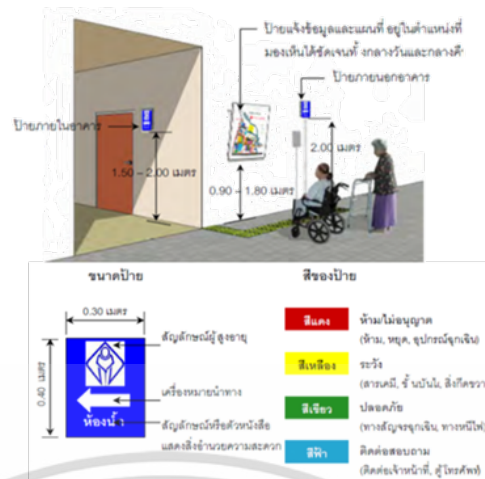 ป้ายแจ้งข้อมูลและแผนที่ อยู่ในตำแหน่งที่
มองเห็นได้ชัดเจนทั้งกลางวันและกลางคื
ป้ายภายนอกอาคาร
ป้ายภายในอาคาร
2.00 เมตร
1.50 – 2.00 เมตร
0.90 – 1.80 เมตร
ขนาดป้าย
สีของป้าย
0.30 เมตร
0.40 เมตร
สัญลักษณ์ผู้สูงอายุ
เครื่องหมายนำทาง
ห้องน้ำ
สัญลักษณ์หรือตัวหนังสือ
แสดงสิ่งอำนวยความสะดวก
สีแดง
ห้าม/ไม่อนุญาต
(ห้าม, หยุด, อุปกรณ์ฉุกเฉิน)
สีเหลือง
ระวัง
(สารเคมี, ขั้นบันได, สิ่งกีดขวาง
สีเขียว
ปลอดภัย
(ทางสัญจรฉุกเฉิน, ทางหนีไฟ)
สีฟ้า
ติดต่อสอบถาม
(ติดต่อเจ้าหน้าที่, ตู้โทรศัพท์)